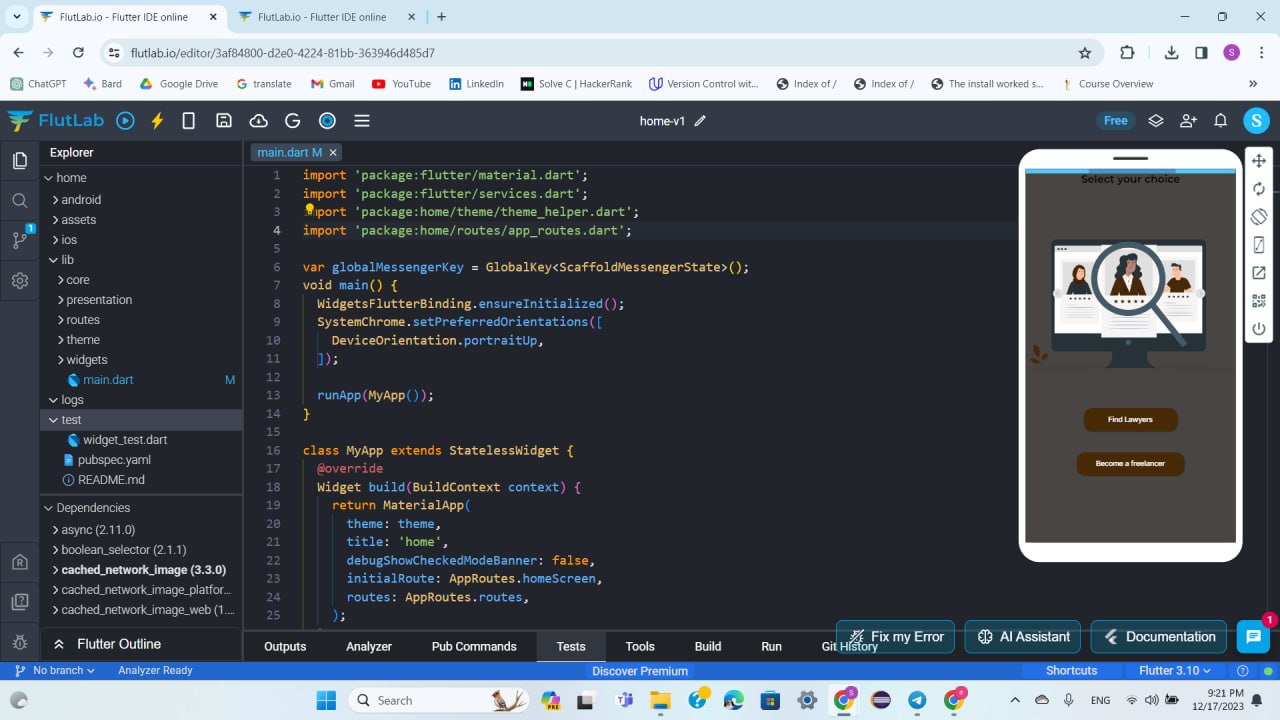 FlutLab.io - Flutter IDE online
FlutLab.io - Flutter IDE online
flutlab.io/editor/3af84800-d2e0-4224-81bb-363946d485d7
S
ChatGPT
Bard
Google Drive
translate
Gmail
YouTube
LinkedIn
Solve C | HackerRank
Version Control wit...
Index of /
Index of /
The install worked s...
Course Overview
FlutLab
home-v1
Free
S
Explorer
home
android
assets
ios
lib
core
presentation
routes
theme
widgets
main.dart M
logs
test
widget_test.dart
pubspec.yaml
README.md
Dependencies
async (2.11.0)
boolean_selector (2.1.1)
cached_network_image (3.3.0)
cached_network_image_platfor...
cached_network_image_web (1....
Flutter Outline
1
main.dart M
1 import 'package:flutter/material.dart';
2 import 'package:flutter/services.dart';
3 import 'package:home/theme/theme_helper.dart';
4 import 'package:home/routes/app_routes.dart';
5
6 var globalMessengerKey = GlobalKey<ScaffoldMessengerState>();
7 void main() {
8 WidgetsFlutterBinding.ensureInitialized();
9 SystemChrome.setPreferredOrientations([
10 DeviceOrientation.portraitUp,
11 ]);
12
13 runApp(MyApp());
14 }
15
16 class MyApp extends StatelessWidget {
17 @override
18 Widget build(BuildContext context) {
19 return MaterialApp(
20 theme: theme,
21 title: 'home',
22 debugShowCheckedModeBanner: false,
23 initialRoute: AppRoutes.homeScreen,
24 routes: AppRoutes.routes,
25 );
Select your choice
Find Lawyers
Become a freelancer
Outputs
Analyzer
Pub Commands
Tests
Tools
Build
Run
Git History
Fix my Error
AI Assistant
Documentation
1
No branch
Analyzer Ready
Discover Premium
Shortcuts
Flutter 3.10
Search
ENG
9:21 PM
12/17/2023